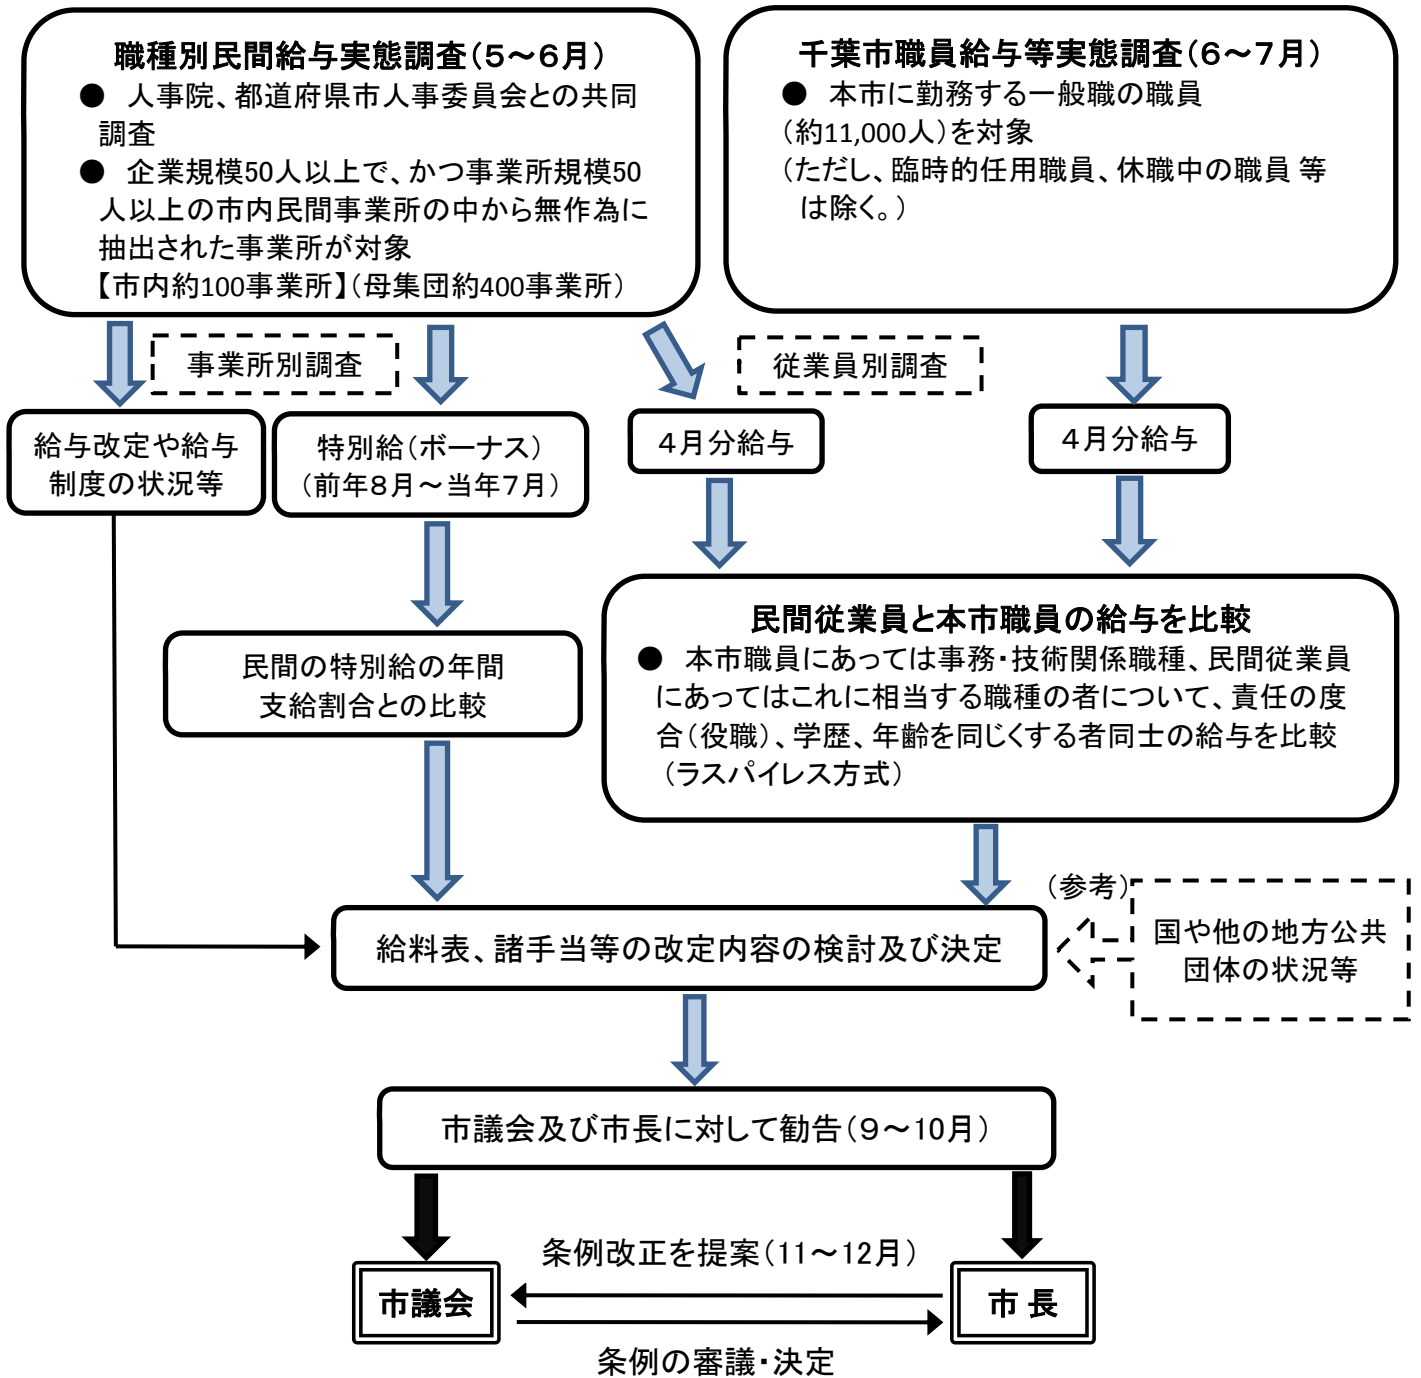 職種別民間給与実態調査(5～6月)
● 人事院、都道府県市人事委員会との共同
調査
● 企業規模50人以上で、かつ事業所規模50
人以上の市内民間事業所の中から無作為に
抽出された事業所が対象
【市内約100事業所】(母集団約400事業所)
千葉市職員給与等実態調査(6～7月)
● 本市に勤務する一般職の職員
(約11,000人)を対象
(ただし、臨時的任用職員、休職中の職員 等
は除く。)
事業所別調査
従業員別調査
給与改定や給与
制度の状況等
特別給(ボーナス)
(前年8月～当年7月)
4月分給与
4月分給与
民間の特別給の年間
支給割合との比較
民間従業員と本市職員の給与を比較
● 本市職員にあっては事務・技術関係職種、民間従業員
にあってはこれに相当する職種の者について、責任の度
合(役職)、学歴、年齢を同じくする者同士の給与を比較
(ラスパイレス方式)
(参考)
国や他の地方公共
団体の状況等
給料表、諸手当等の改定内容の検討及び決定
市議会及び市長に対して勧告(9～10月)
条例改正を提案(11～12月)
市議会
市 長
条例の審議・決定